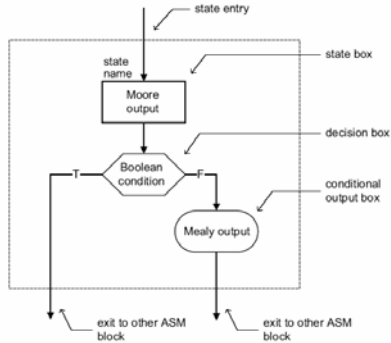 state entry
state box
state
name
Moore
output
decision box
Boolean
condition
T
F
conditional
output box
Mealy output
exit to other ASM
block
exit to other ASM
block